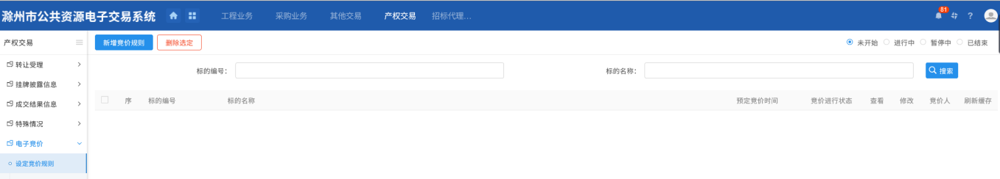 滁州市公共资源电子交易系统 工程业务 采购业务 其他交易 产权交易 招标代理... 81 ?
产权交易 新增竞价规则 删除选定 未开始 进行中 暂停中 已结束
转让受理
标的编号： 标的名称： 搜索
挂牌披露信息
成交结果信息 序 标的编号 标的名称 预定竞价时间 竞价进行状态 查看 修改 竞价人 刷新缓存
特殊情况
电子竞价
设定竞价规则